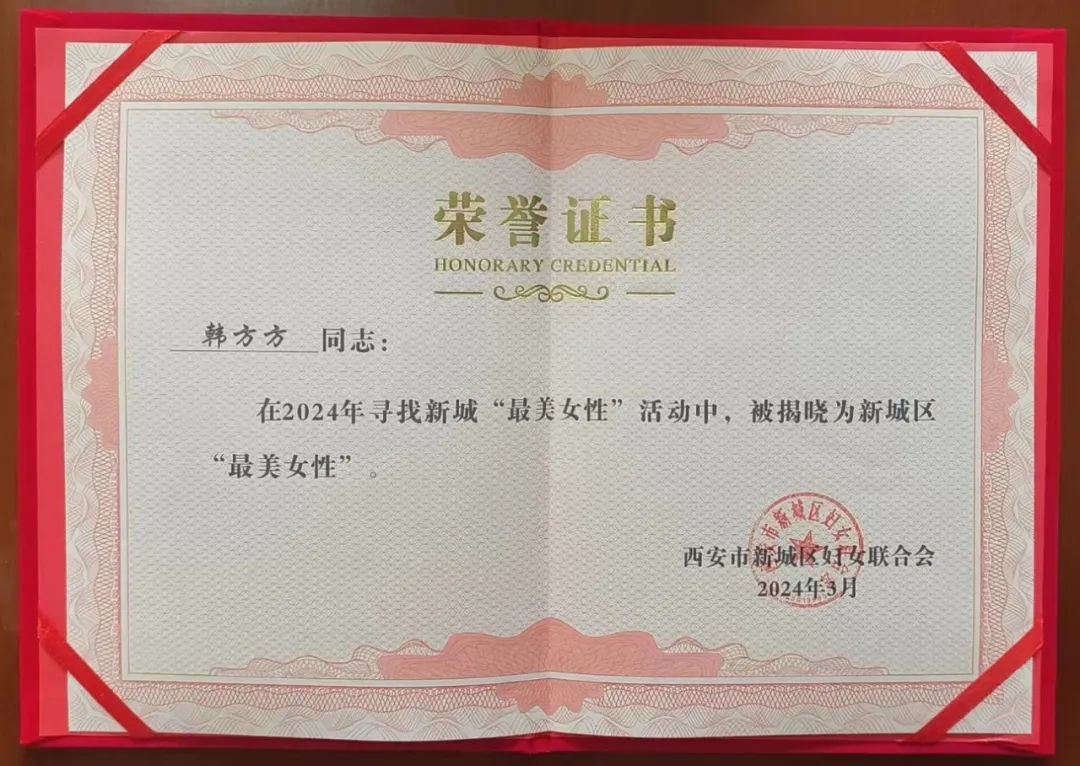 荣誉证书
HONORARY CREDENTIAL
韩方方 同志：
在2024年寻找新城“最美女性”活动中，被揭晓为新城区
“最美女性”。
西安市新城区妇女联合会
2024年3月